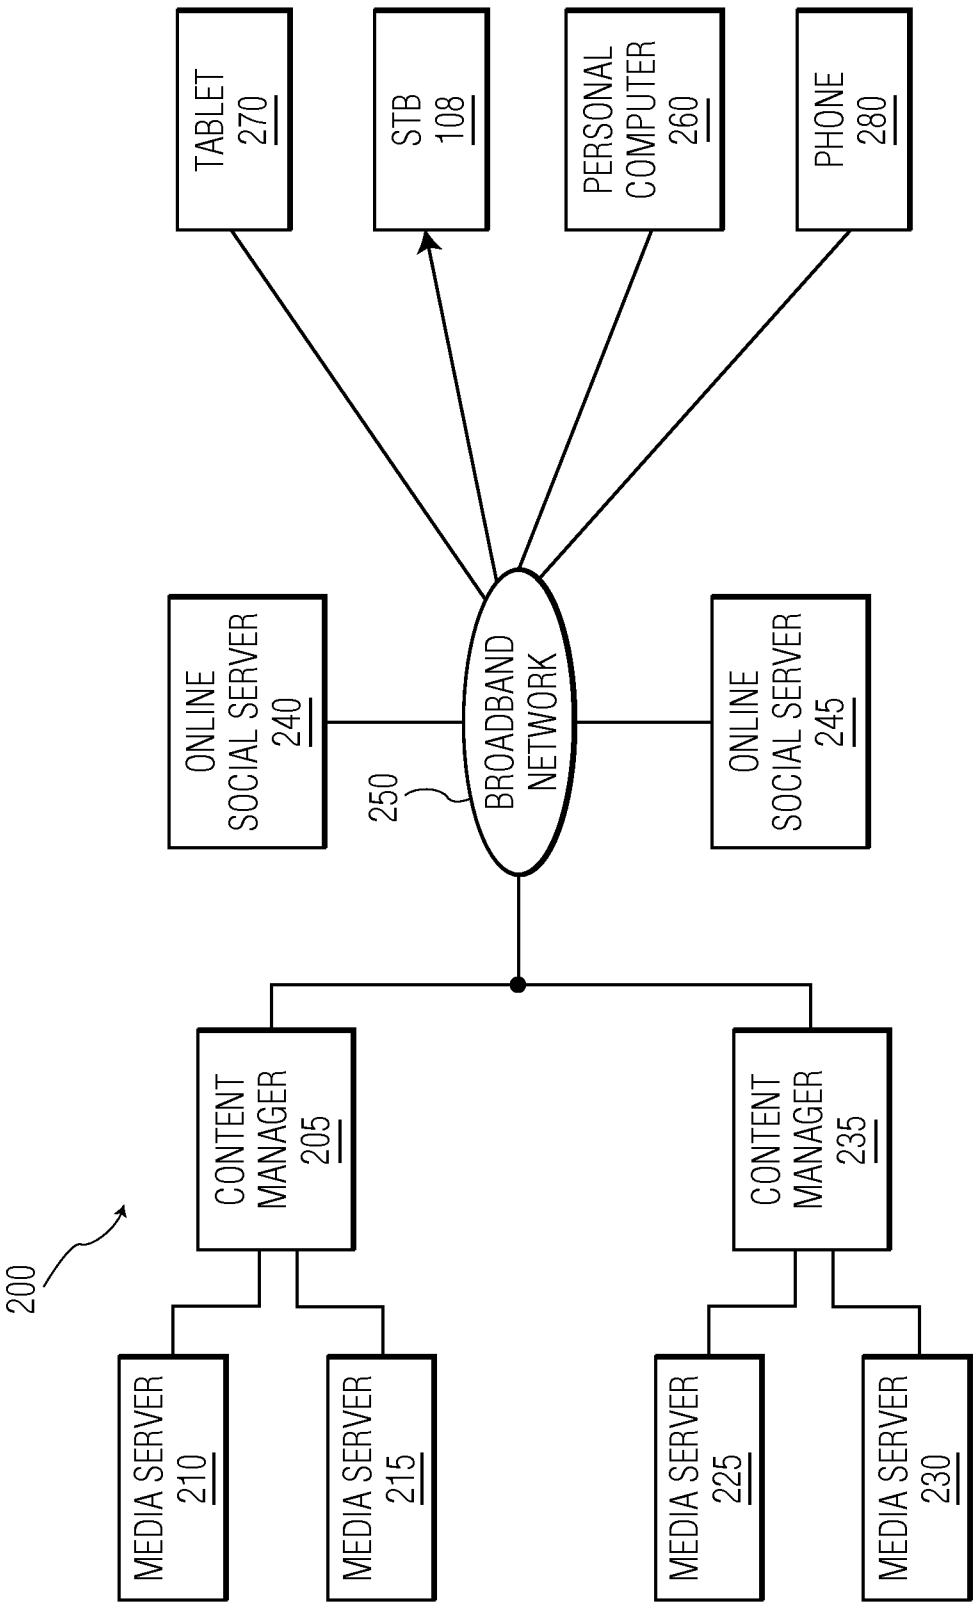 200
MEDIA SERVER
210
MEDIA SERVER
215
MEDIA SERVER
225
MEDIA SERVER
230
CONTENT
MANAGER
205
CONTENT
MANAGER
235
250
BROADBAND
NETWORK
ONLINE
SOCIAL SERVER
240
ONLINE
SOCIAL SERVER
245
TABLET
270
STB
108
PERSONAL
COMPUTER
260
PHONE
280